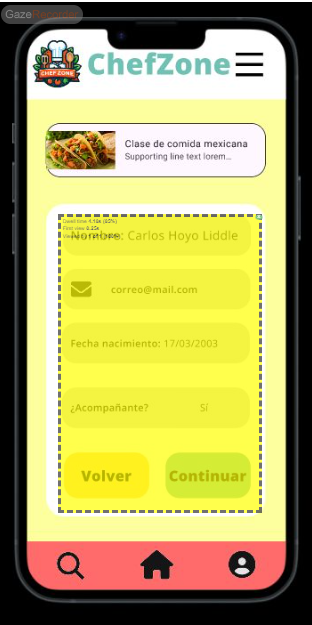 GazeRecorder
CHEF ZONE
ChefZone
Clase de comida mexicana
Supporting line text lorem...
Nombre: Carlos Hoyo Liddle
correo@mail.com
Fecha nacimiento: 17/03/2003
¿Acompañante? Sí
Volver Continuar